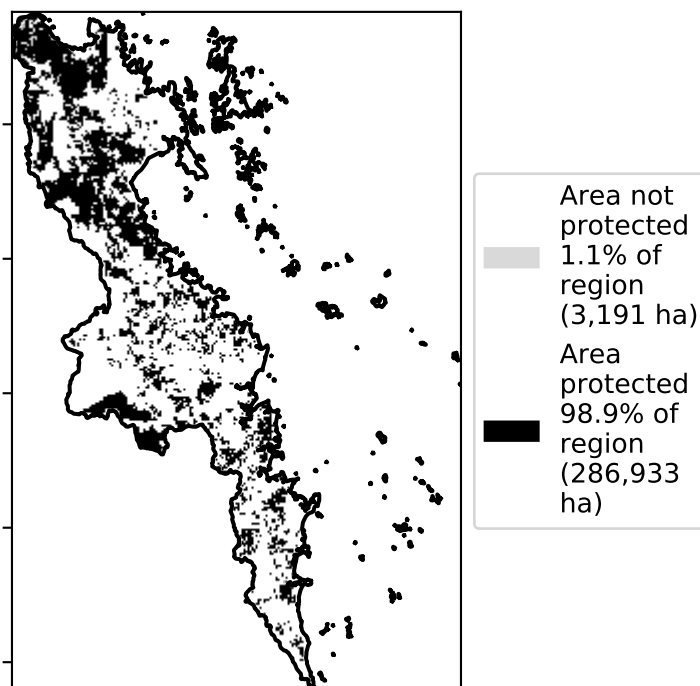 Area not
protected
1.1% of
region
(3,191 ha)
Area
protected
98.9% of
region
(286,933
ha)